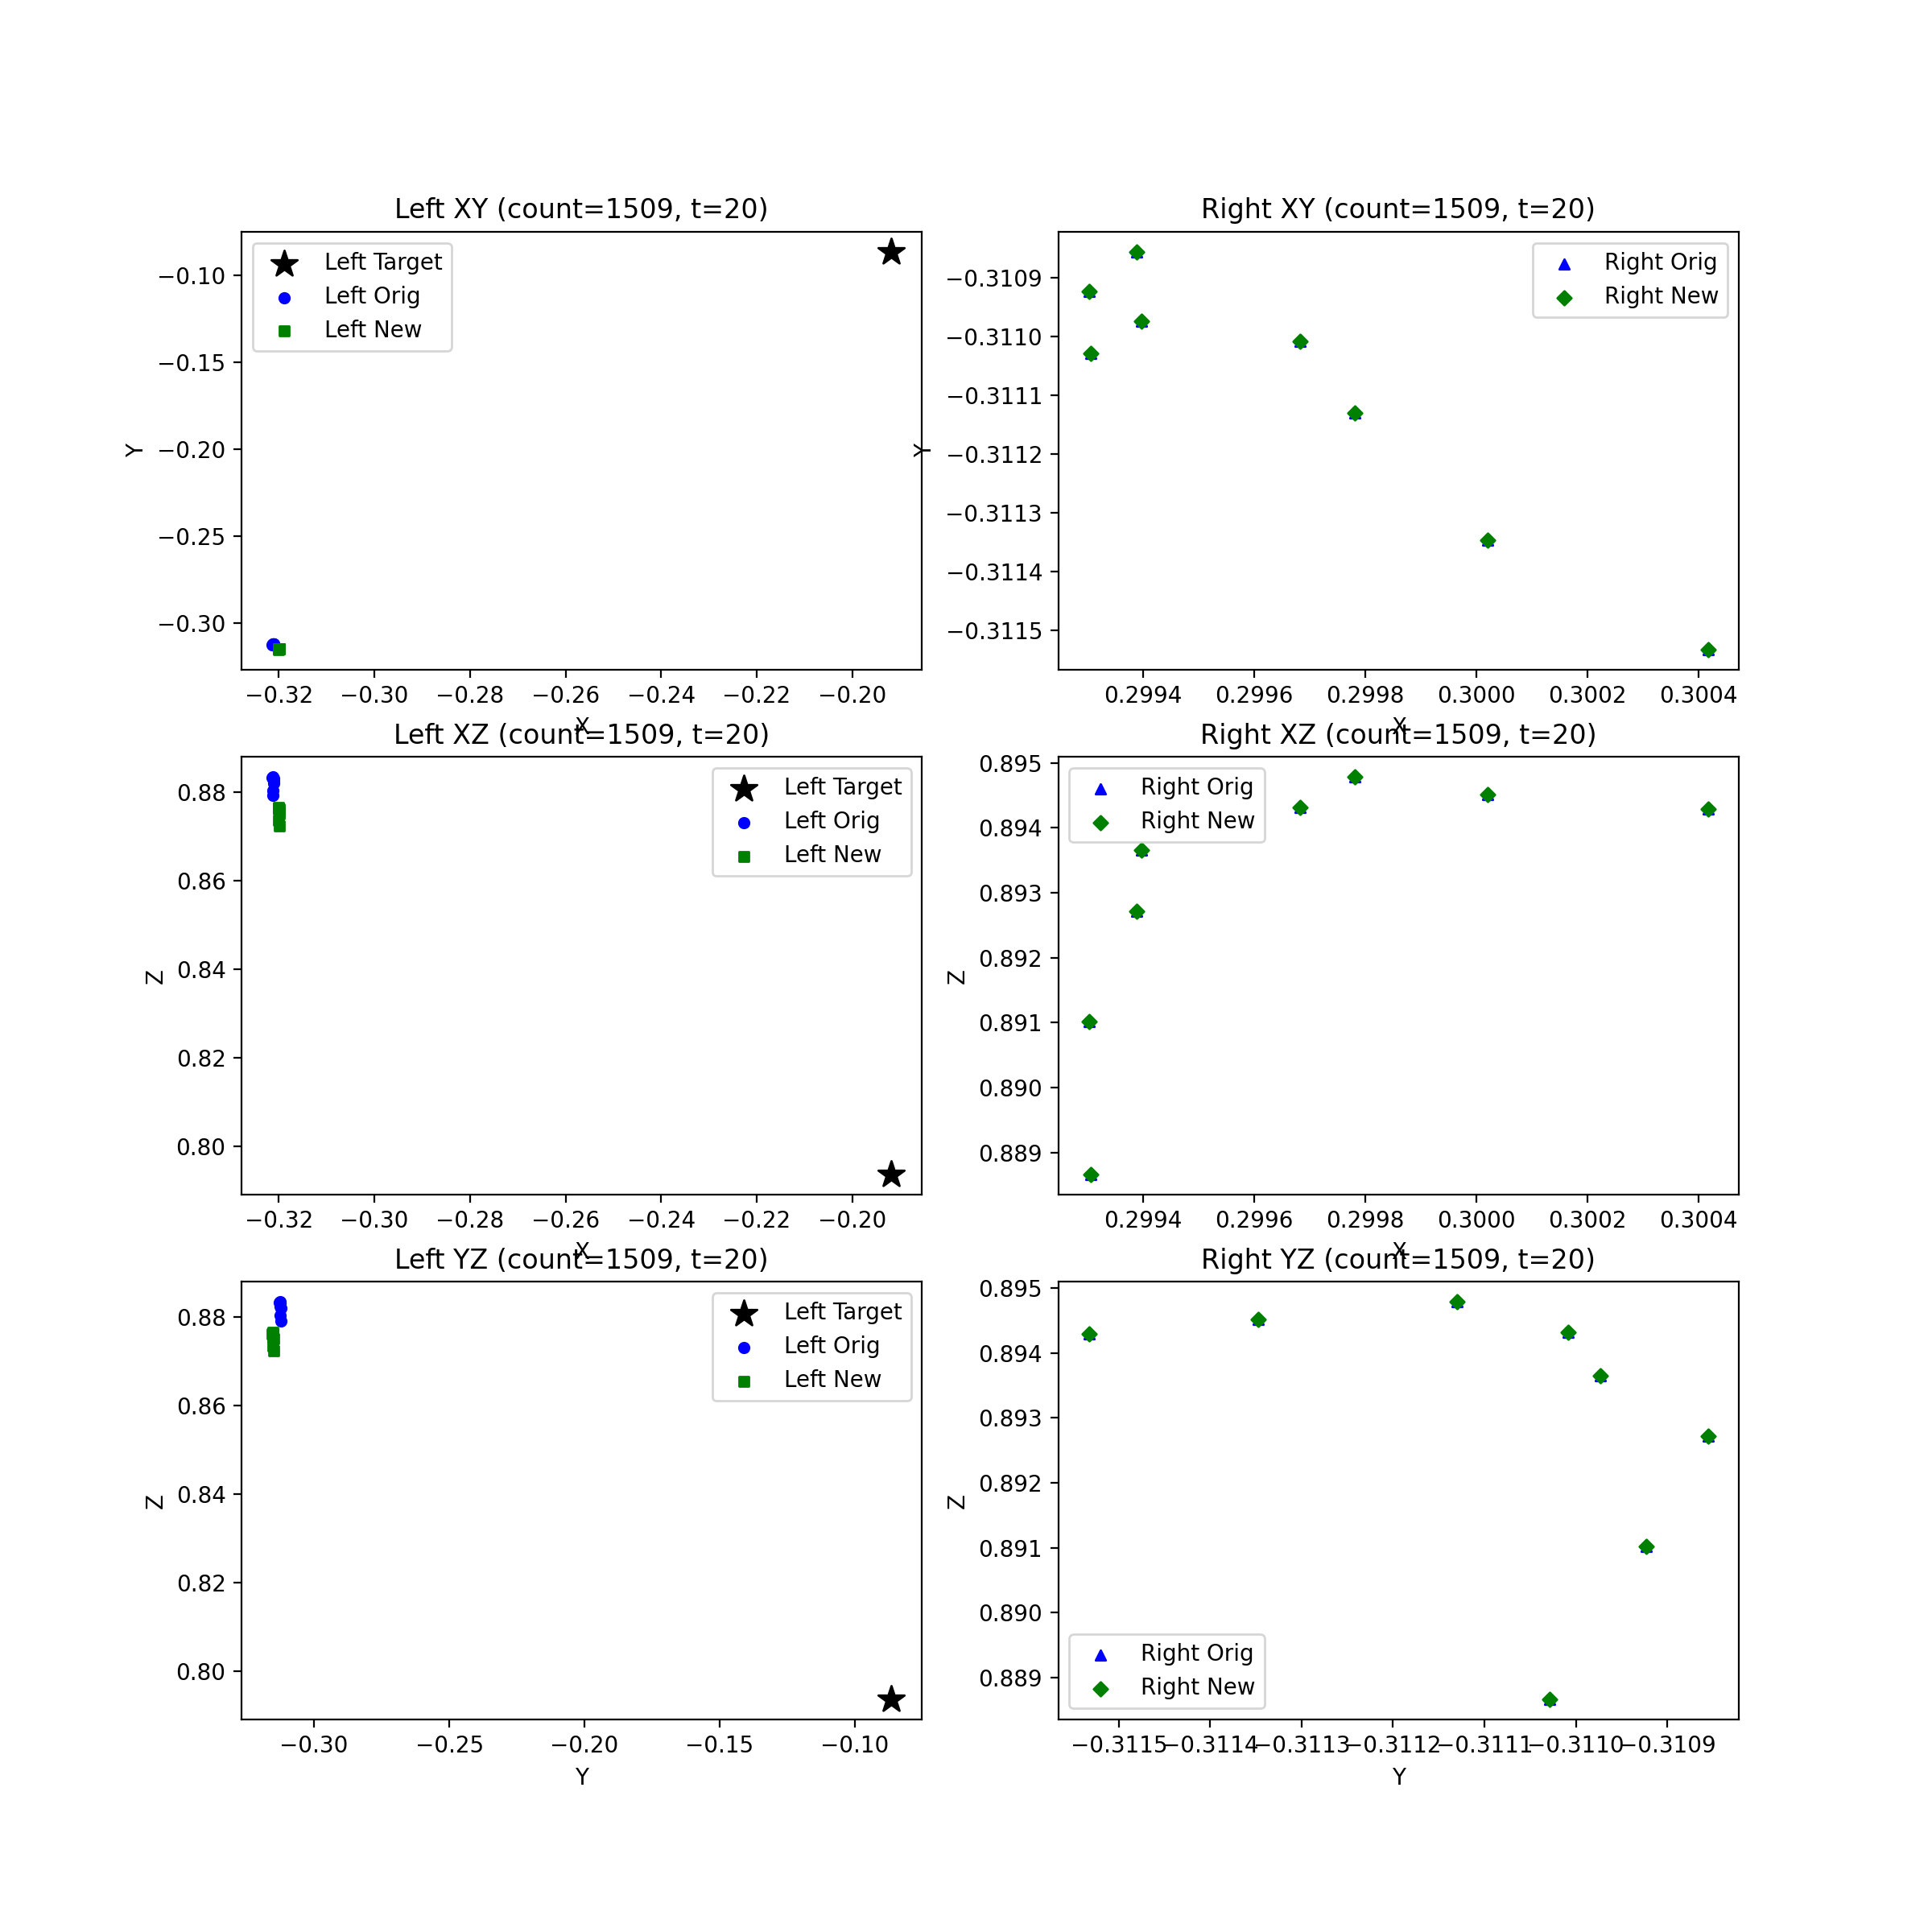 Left XY (count=1509, t=20)
Left Target
Left Orig
Left New
Y
−0.10
−0.15
−0.20
−0.25
−0.30
−0.32 −0.30 −0.28 −0.26 −0.24 −0.22 −0.20
X
Right XY (count=1509, t=20)
Right Orig
Right New
Y
−0.3109
−0.3110
−0.3111
−0.3112
−0.3113
−0.3114
−0.3115
0.2994 0.2996 0.2998 0.3000 0.3002 0.3004
X
Left XZ (count=1509, t=20)
Left Target
Left Orig
Left New
Z
0.88
0.86
0.84
0.82
0.80
−0.32 −0.30 −0.28 −0.26 −0.24 −0.22 −0.20
X
Right XZ (count=1509, t=20)
Right Orig
Right New
Z
0.895
0.894
0.893
0.892
0.891
0.890
0.889
0.2994 0.2996 0.2998 0.3000 0.3002 0.3004
X
Left YZ (count=1509, t=20)
Left Target
Left Orig
Left New
Z
0.88
0.86
0.84
0.82
0.80
−0.30 −0.25 −0.20 −0.15 −0.10
Y
Right YZ (count=1509, t=20)
Right Orig
Right New
Z
0.895
0.894
0.893
0.892
0.891
0.890
0.889
−0.3115 −0.3114 −0.3113 −0.3112 −0.3111 −0.3110 −0.3109
Y